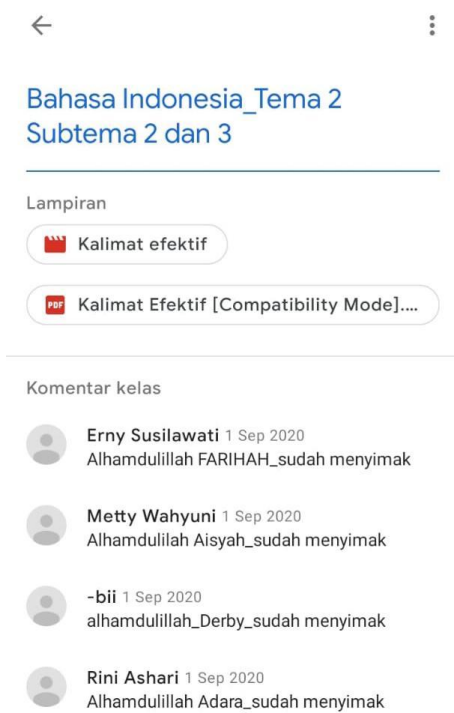 Bahasa Indonesia_Tema 2
Subtema 2 dan 3
Lampiran
Kalimat efektif
PDF Kalimat Efektif [Compatibility Mode]....
Komentar kelas
Erny Susilawati 1 Sep 2020
Alhamdulillah FARIHAH_sudah menyimak
Metty Wahyuni 1 Sep 2020
Alhamdulilah Aisyah_sudah menyimak
-bii 1 Sep 2020
alhamdulillah_Derby_sudah menyimak
Rini Ashari 1 Sep 2020
Alhamdulillah Adara_sudah menyimak